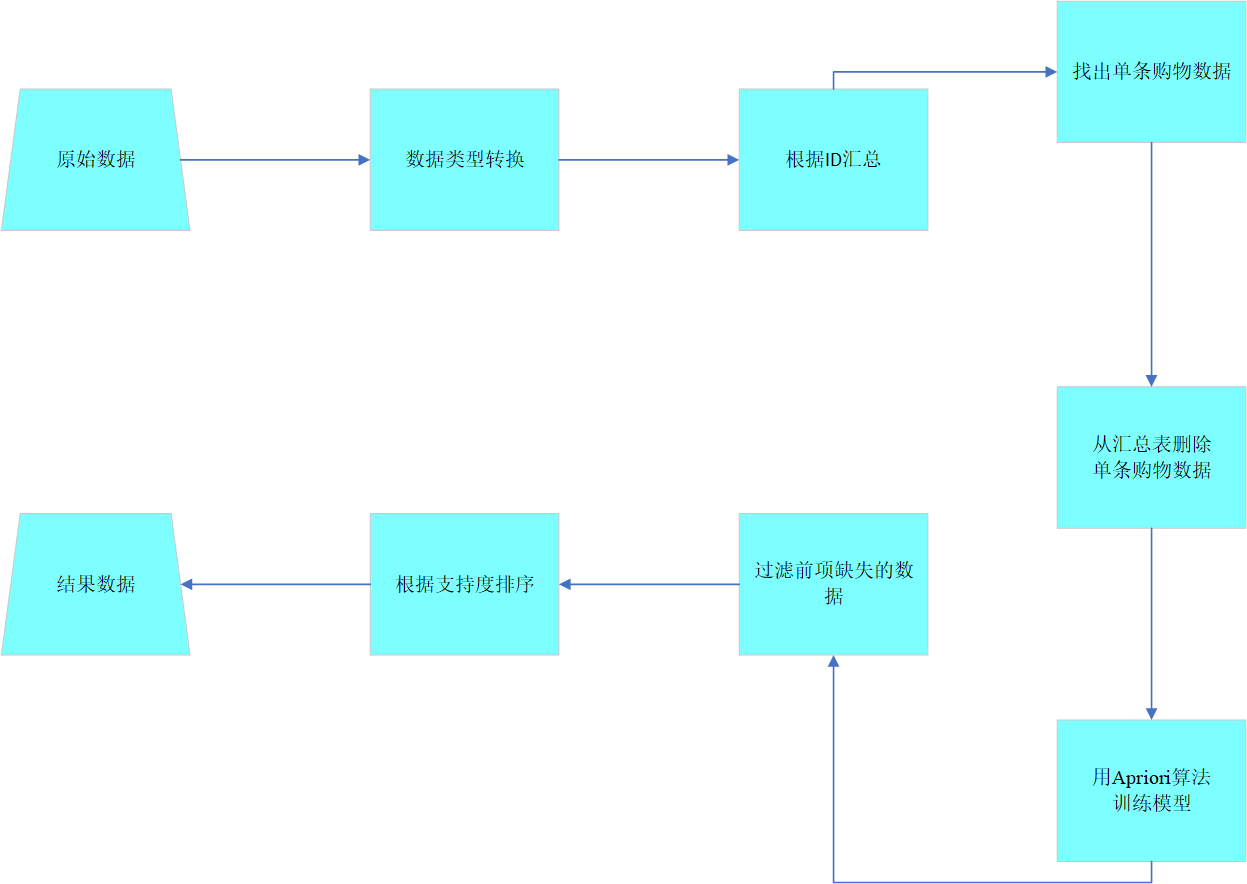 原始数据
数据类型转换
根据ID汇总
找出单条购物数据
从汇总表删除
单条购物数据
用Apriori算法
训练模型
过滤前项缺失的数
据
根据支持度排序
结果数据